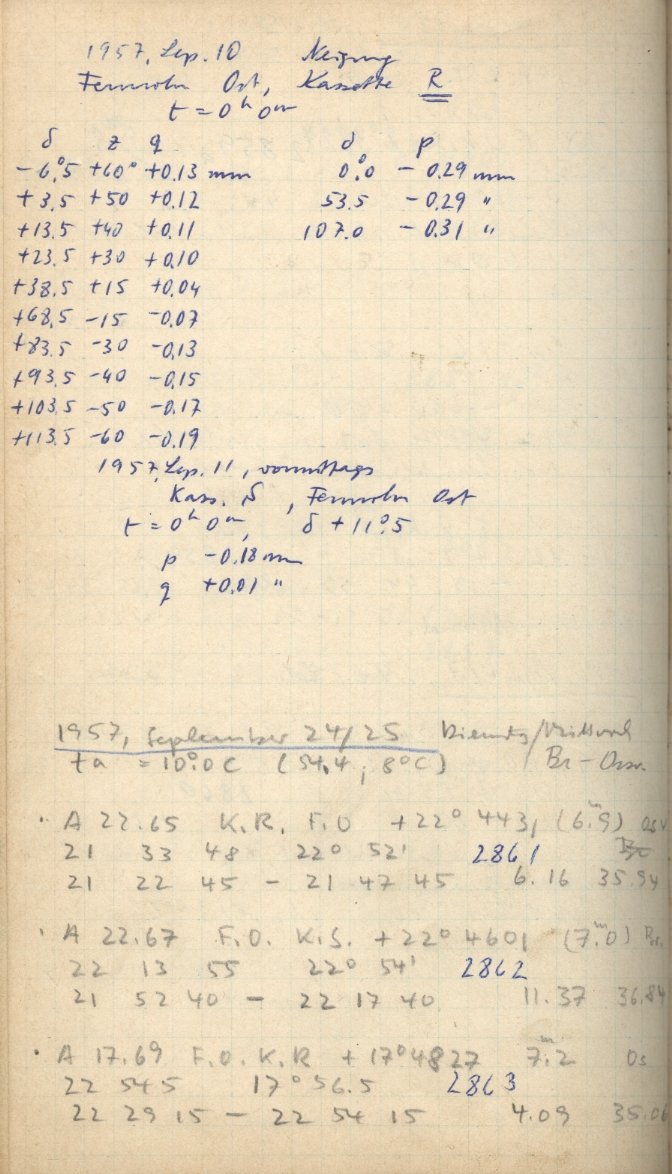 1957, Sep. 10 Neigung
Fernrohr Ost, Kassette R
t = 0ʰ 0ᵐ
δ z q δ p
-6°.5 +60° +0.13 mm 0°.0 -0.29 mm
+3.5 +50 +0.12 53.5 -0.29 "
+13.5 +40 +0.11 107.0 -0.31 "
+23.5 +30 +0.10
+38.5 +15 +0.04
+68.5 -15 -0.07
+83.5 -30 -0.13
+93.5 -40 -0.15
+103.5 -50 -0.17
+113.5 -60 -0.19
1957, Sep. 11, vormittags
Kass. S, Fernrohr Ost
t = 0ʰ 0ᵐ, δ +11°.5
p -0.18 mm
q +0.01 "
1957, September 24/25 Dienstag/Mittwoch
ta = 10°.0 C (54.4; 8°C) Br-
· A 22.65 K.R. F.O +22° 4431 (6ᵐ.9)
21 33 48 22° 52' 2861
21 22 45 - 21 47 45 6.16 35.94
· A 22.67 F.O. K.S. +22° 4601 (7ᵐ.0) Br.
22 13 55 22° 54' 2862
21 52 40 - 22 17 40 11.37 36.84
· A 17.69 F.O. K.R +17° 4827 7ᵐ.2 Os
22 54 5 17° 56.5 2863
22 29 15 - 22 54 15 4.09 35.06